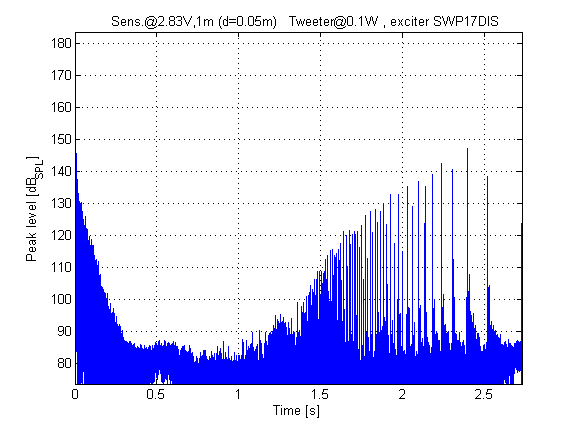 Sens.@2.83V,1m (d=0.05m) Tweeter@0.1W , exciter SWP17DIS
180
170
160
150
140
130
120
110
100
90
80
Peak level [dBSPL]
0 0.5 1 1.5 2 2.5
Time [s]